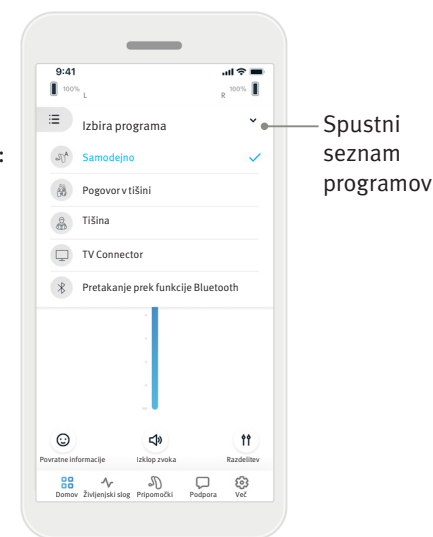 9:41
100% L
R 100%
Izbira programa
Samodejno
Pogovor v tišini
Tišina
TV Connector
Pretakanje prek funkcije Bluetooth
Spustni
seznam
programov
:
Povratne informacije Izklop zvoka Razdelitev
Domov Življenjski slog Pripomočki Podpora Več